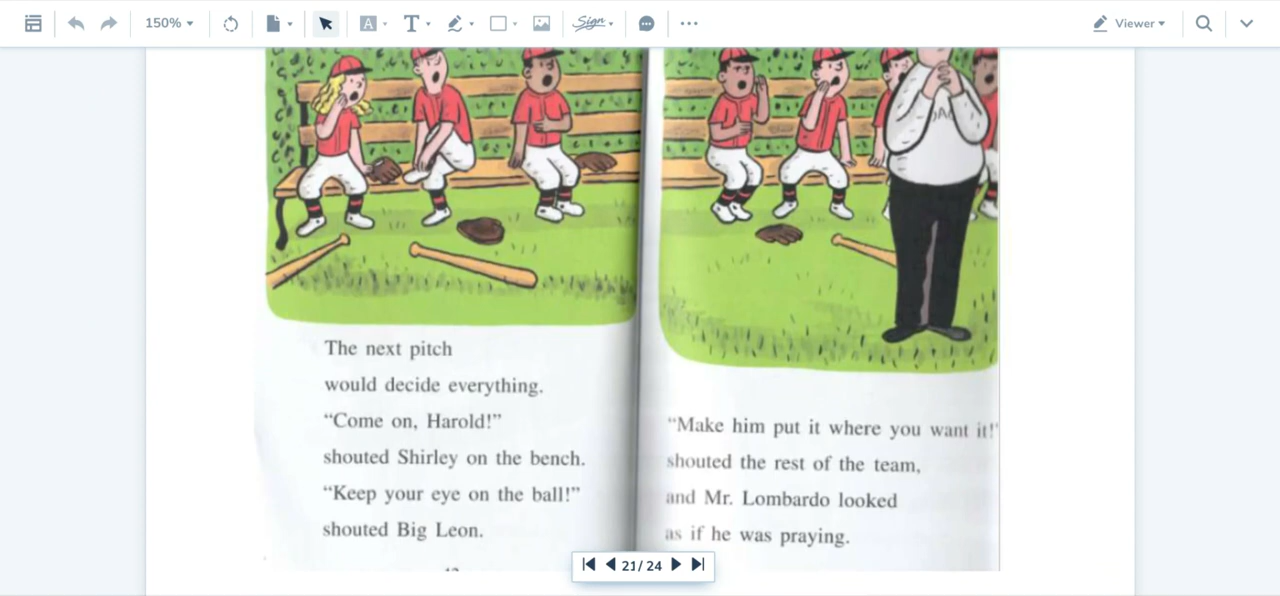 150%
A
T
Sign
Viewer
The next pitch
would decide everything.
“Come on, Harold!”
shouted Shirley on the bench.
“Keep your eye on the ball!”
shouted Big Leon.
“Make him put it where you want it!”
shouted the rest of the team,
and Mr. Lombardo looked
as if he was praying.
21/ 24